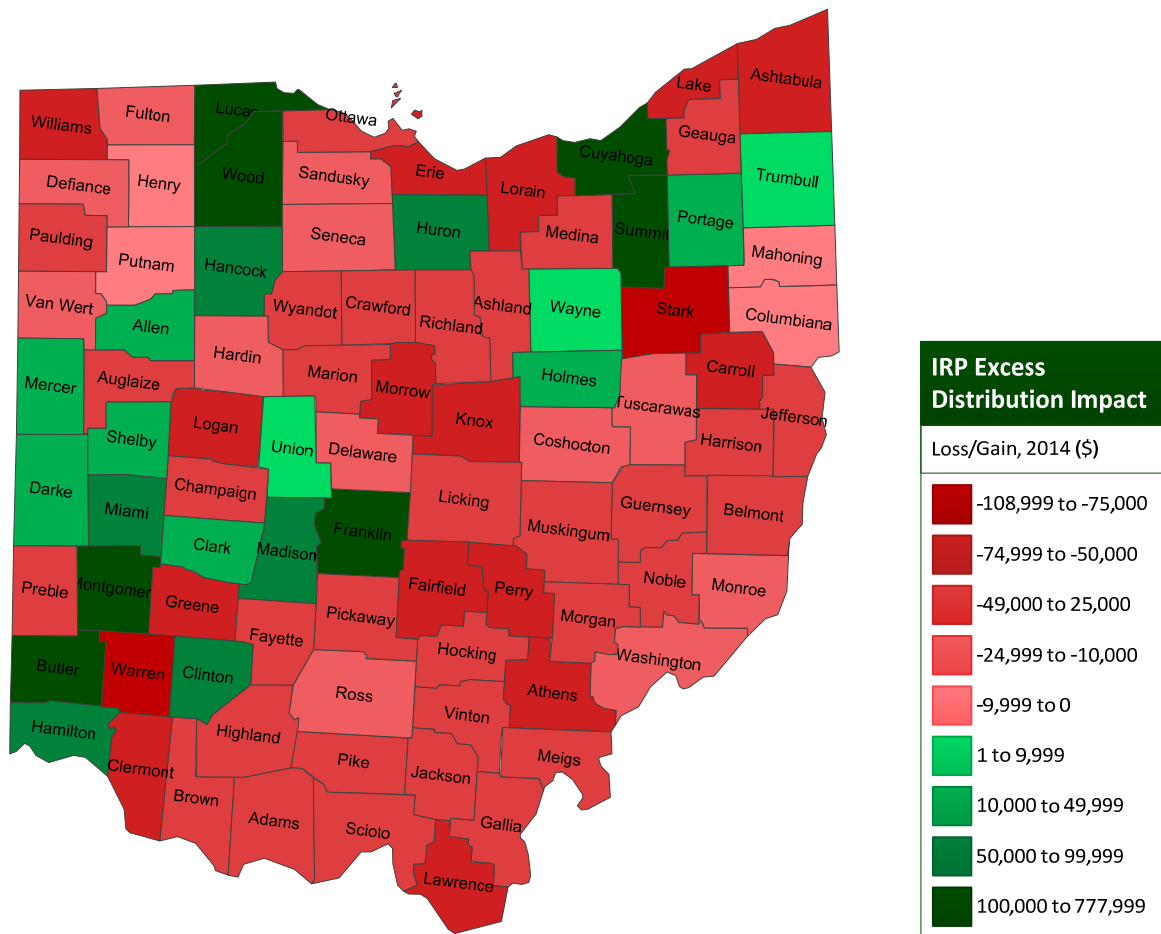 Ashtabula
Lake
Lucas
Fulton
Ottawa
Williams
Geauga
Cuyahoga
Erie
Wood
Sandusky
Trumbull
Henry
Defiance
Lorain
Portage
Huron
Summit
Seneca
Medina
Paulding
Mahoning
Putnam
Hancock
Van Wert
Ashland
Wayne
Stark
Wyandot
Crawford
Richland
Columbiana
Allen
Hardin
Carroll
Marion
Holmes
Auglaize
Mercer
Morrow
Tuscarawas
Jefferson
Knox
Logan
Shelby
Coshocton
Harrison
Union
Delaware
Darke
Champaign
Licking
Guernsey
Belmont
Miami
Muskingum
Franklin
Clark
Madison
Noble
Montgomer
Preble
Fairfield
Perry
Monroe
Greene
Pickaway
Morgan
Fayette
Hocking
Washington
Butler
Warren
Clinton
Ross
Athens
Vinton
Hamilton
Highland
Meigs
Pike
Clermont
Jackson
Brown
Adams
Scioto
Gallia
Lawrence
IRP Excess
Distribution Impact
Loss/Gain, 2014 ($)
-108,999 to -75,000
-74,999 to -50,000
-49,000 to 25,000
-24,999 to -10,000
-9,999 to 0
1 to 9,999
10,000 to 49,999
50,000 to 99,999
100,000 to 777,999